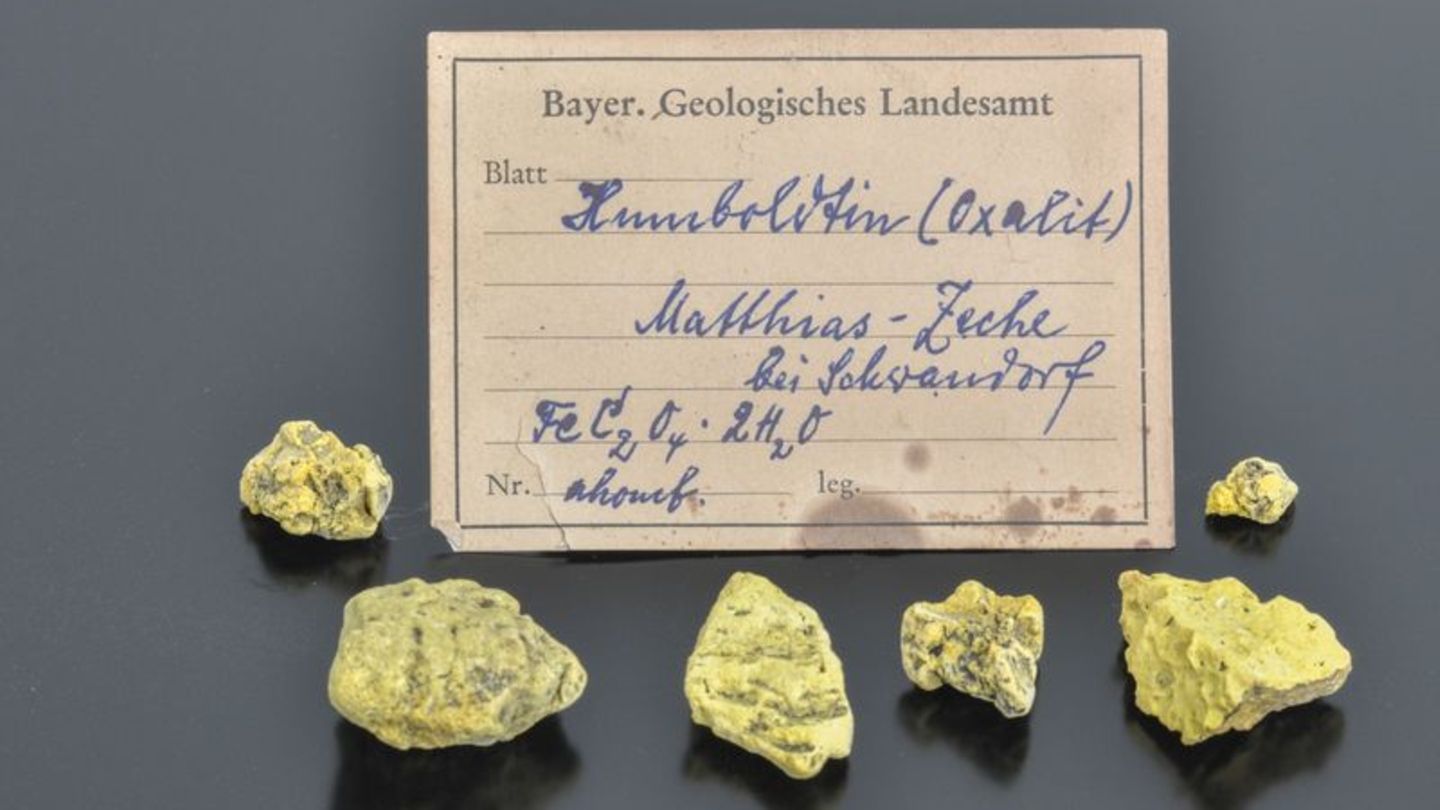 Bayer. Geologisches Landesamt
Blatt
Humboldtin (Oxalit)
Matthias-Zeche
bei Schwandorf
FeC₂O₄·2H₂O
Nr. rhomb. leg.